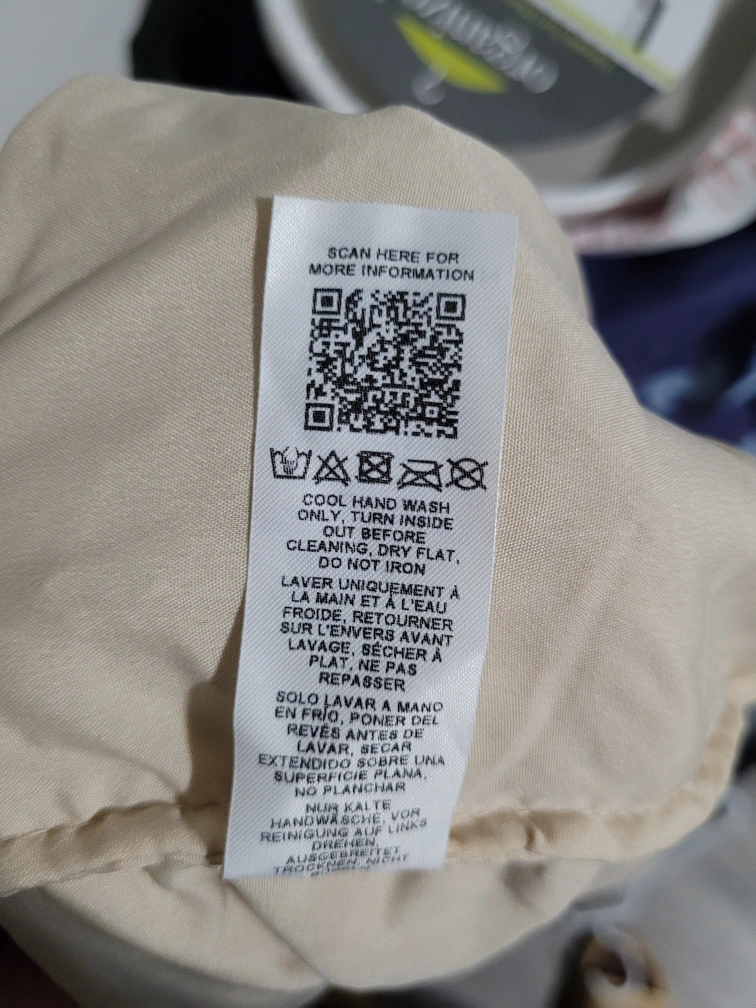 SCAN HERE FOR
MORE INFORMATION
COOL HAND WASH
ONLY, TURN INSIDE
OUT BEFORE
CLEANING, DRY FLAT,
DO NOT IRON
LAVER UNIQUEMENT À
LA MAIN ET À L'EAU
FROIDE, RETOURNER
SUR L'ENVERS AVANT
LAVAGE, SÉCHER À
PLAT, NE PAS
REPASSER
SOLO LAVAR A MANO
EN FRÍO, PONER DEL
REVÉS ANTES DE
LAVAR, SECAR
EXTENDIDO SOBRE UNA
SUPERFICIE PLANA,
NO PLANCHAR
NUR KALTE
HANDWÄSCHE, VOR
REINIGUNG AUF LINKS
DREHEN,
AUSGEBREITET
TROCKNEN, NICHT